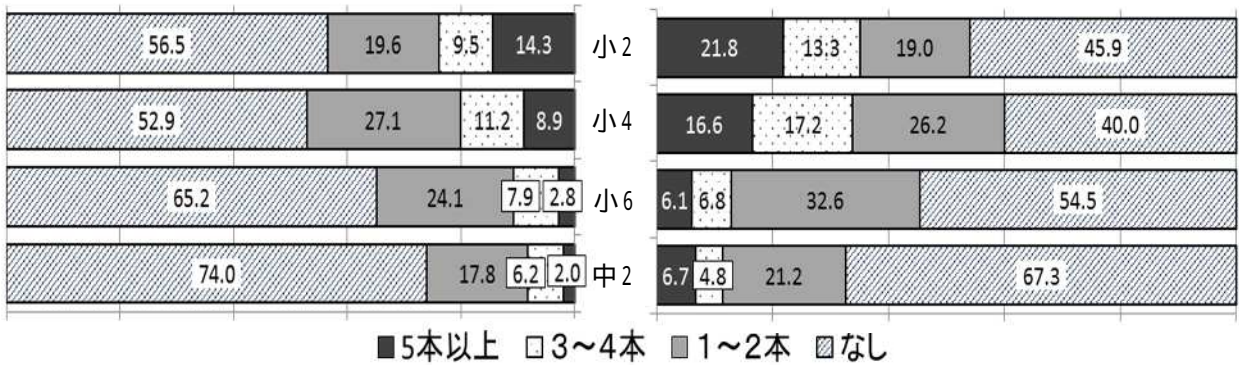 56.5 19.6 9.5 14.3 小2 21.8 13.3 19.0 45.9
52.9 27.1 11.2 8.9 小4 16.6 17.2 26.2 40.0
65.2 24.1 7.9 2.8 小6 6.1 6.8 32.6 54.5
74.0 17.8 6.2 2.0 中2 6.7 4.8 21.2 67.3
5本以上 3～4本 1～2本 なし